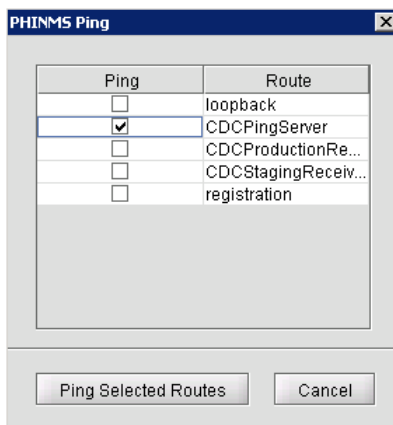 PHINMS Ping
Ping Route
loopback
CDCPingServer
CDCProductionRe...
CDCStagingReceiv...
registration
Ping Selected Routes Cancel